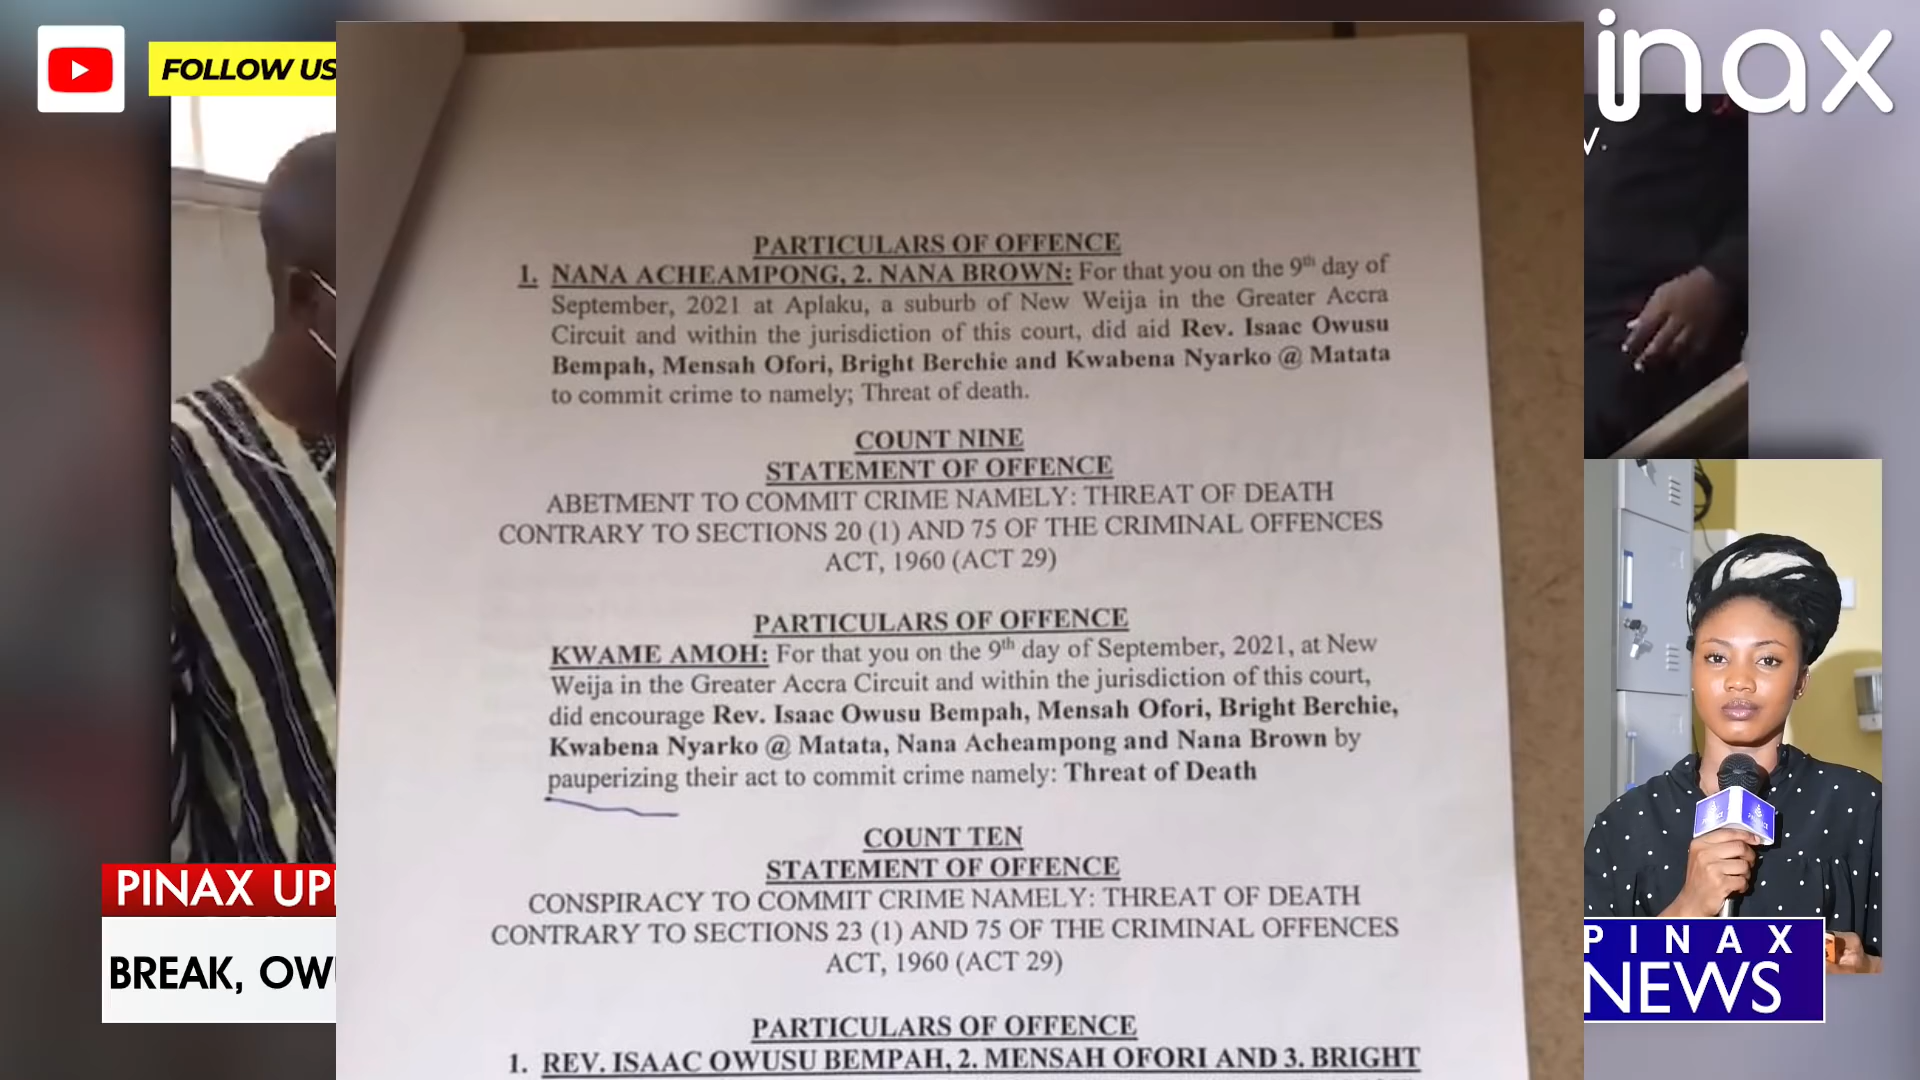 FOLLOW US
inax
PARTICULARS OF OFFENCE
1. NANA ACHEAMPONG, 2. NANA BROWN: For that you on the 9th day of
September, 2021 at Aplaku, a suburb of New Weija in the Greater Accra
Circuit and within the jurisdiction of this court, did aid Rev. Isaac Owusu
Bempah, Mensah Ofori, Bright Berchie and Kwabena Nyarko @ Matata
to commit crime to namely; Threat of death.
COUNT NINE
STATEMENT OF OFFENCE
ABETMENT TO COMMIT CRIME NAMELY: THREAT OF DEATH
CONTRARY TO SECTIONS 20 (1) AND 75 OF THE CRIMINAL OFFENCES
ACT, 1960 (ACT 29)
PARTICULARS OF OFFENCE
KWAME AMOH: For that you on the 9th day of September, 2021, at New
Weija in the Greater Accra Circuit and within the jurisdiction of this court,
did encourage Rev. Isaac Owusu Bempah, Mensah Ofori, Bright Berchie,
Kwabena Nyarko @ Matata, Nana Acheampong and Nana Brown by
pauperizing their act to commit crime namely: Threat of Death
COUNT TEN
STATEMENT OF OFFENCE
CONSPIRACY TO COMMIT CRIME NAMELY: THREAT OF DEATH
CONTRARY TO SECTIONS 23 (1) AND 75 OF THE CRIMINAL OFFENCES
ACT, 1960 (ACT 29)
PARTICULARS OF OFFENCE
1. REV. ISAAC OWUSU BEMPAH, 2. MENSAH OFORI AND 3. BRIGHT
PINAX UP
BREAK, OW
PINAX
NEWS